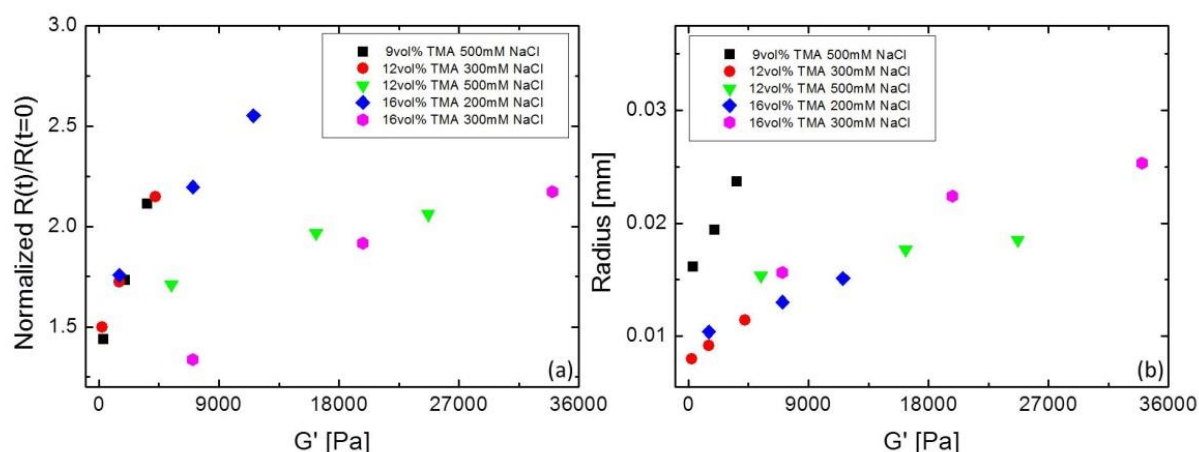 3.0
2.5
2.0
1.5
Normalized R(t)/R(t=0)
9vol% TMA 500mM NaCl
12vol% TMA 300mM NaCl
12vol% TMA 500mM NaCl
16vol% TMA 200mM NaCl
16vol% TMA 300mM NaCl
(a)
0 9000 18000 27000 36000
G' [Pa]
0.03
0.02
0.01
Radius [mm]
9vol% TMA 500mM NaCl
12vol% TMA 300mM NaCl
12vol% TMA 500mM NaCl
16vol% TMA 200mM NaCl
16vol% TMA 300mM NaCl
(b)
0 9000 18000 27000 36000
G' [Pa]